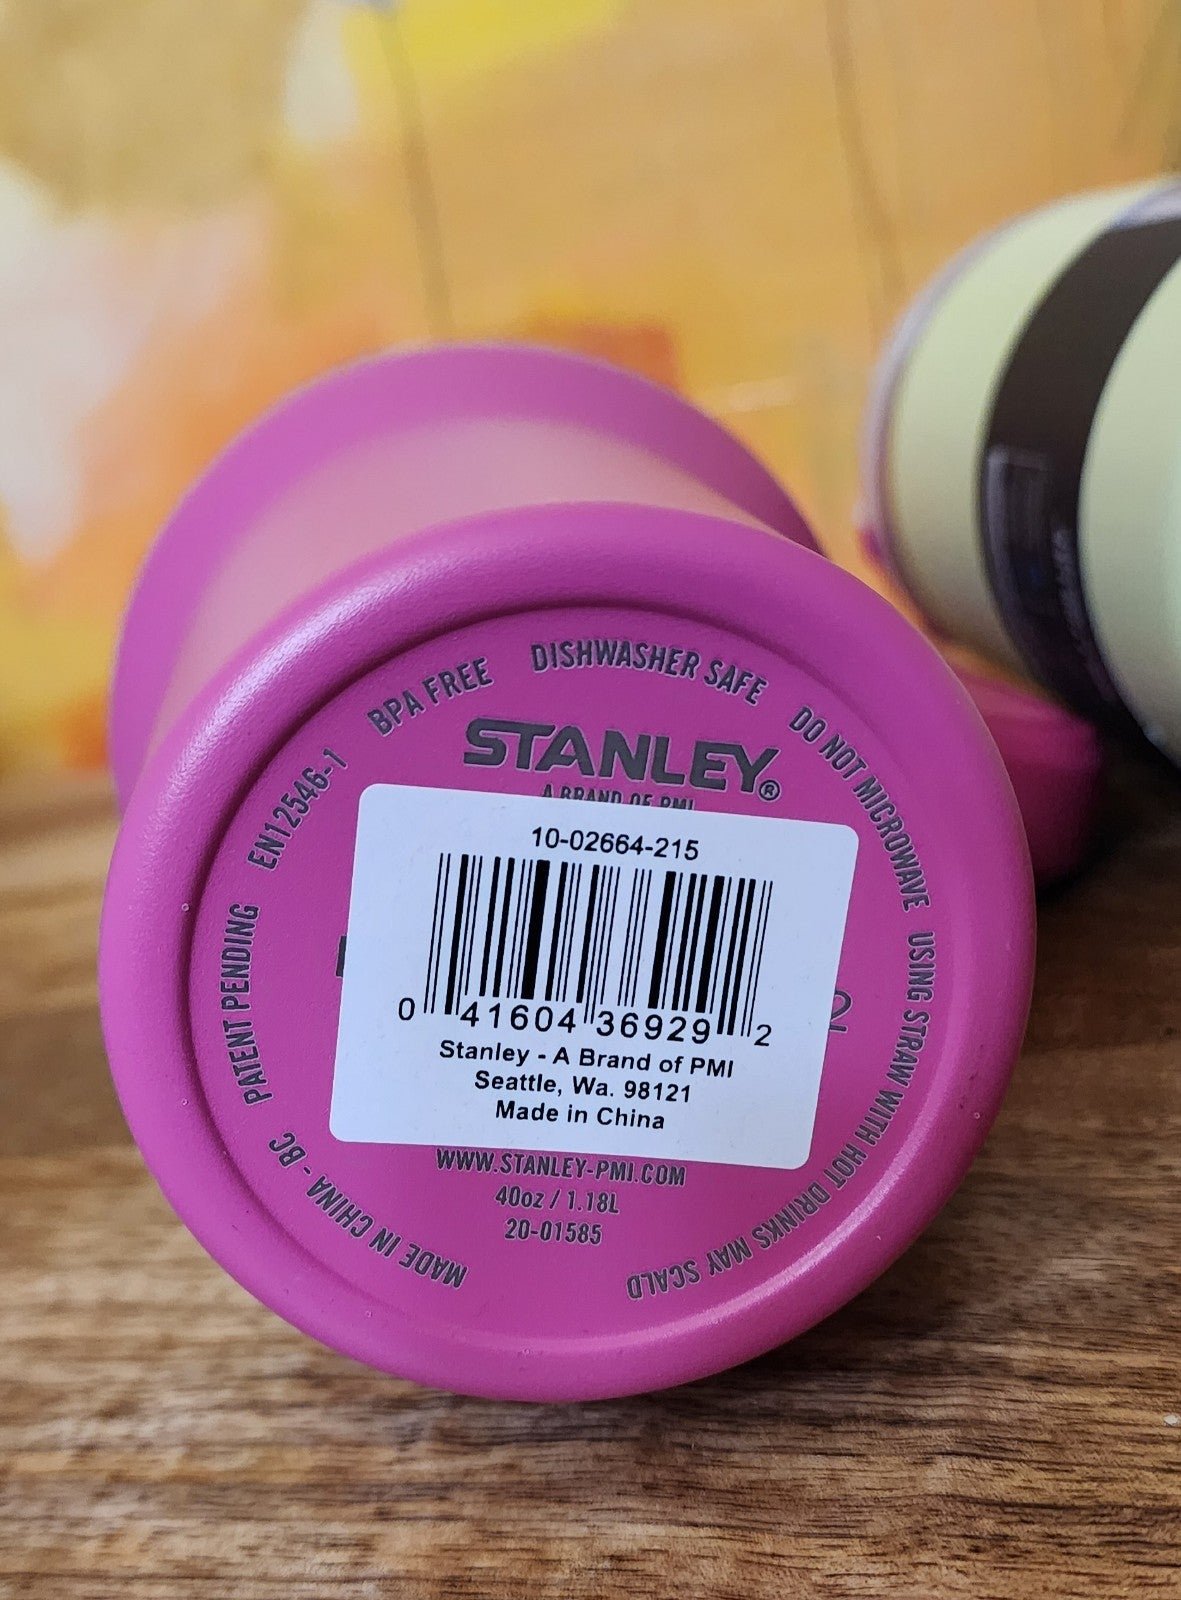 DISHWASHER SAFE
DO NOT MICROWAVE
USING STRAW WITH HOT DRINKS MAY SCALD
MADE IN CHINA - BC
PATENT PENDING
EN12546-1
BPA FREE
STANLEY®
A BRAND OF PMI
10-02664-215
0 41604 36929 2
Stanley - A Brand of PMI
Seattle, Wa. 98121
Made in China
WWW.STANLEY-PMI.COM
40oz / 1.18L
20-01585